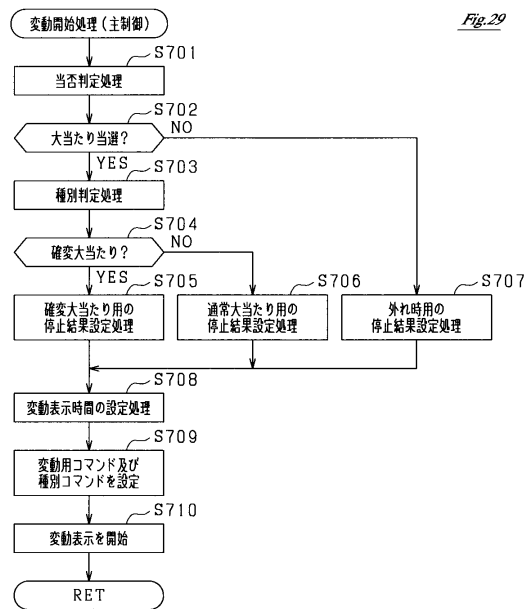 Fig.29
変動開始処理(主制御)
S701
当否判定処理
S702
大当たり当選?
NO
YES
S703
種別判定処理
S704
確変大当たり?
NO
YES
S705
確変大当たり用の
停止結果設定処理
S706
通常大当たり用の
停止結果設定処理
S707
外れ時用の
停止結果設定処理
S708
変動表示時間の設定処理
S709
変動用コマンド及び
種別コマンドを設定
S710
変動表示を開始
RET